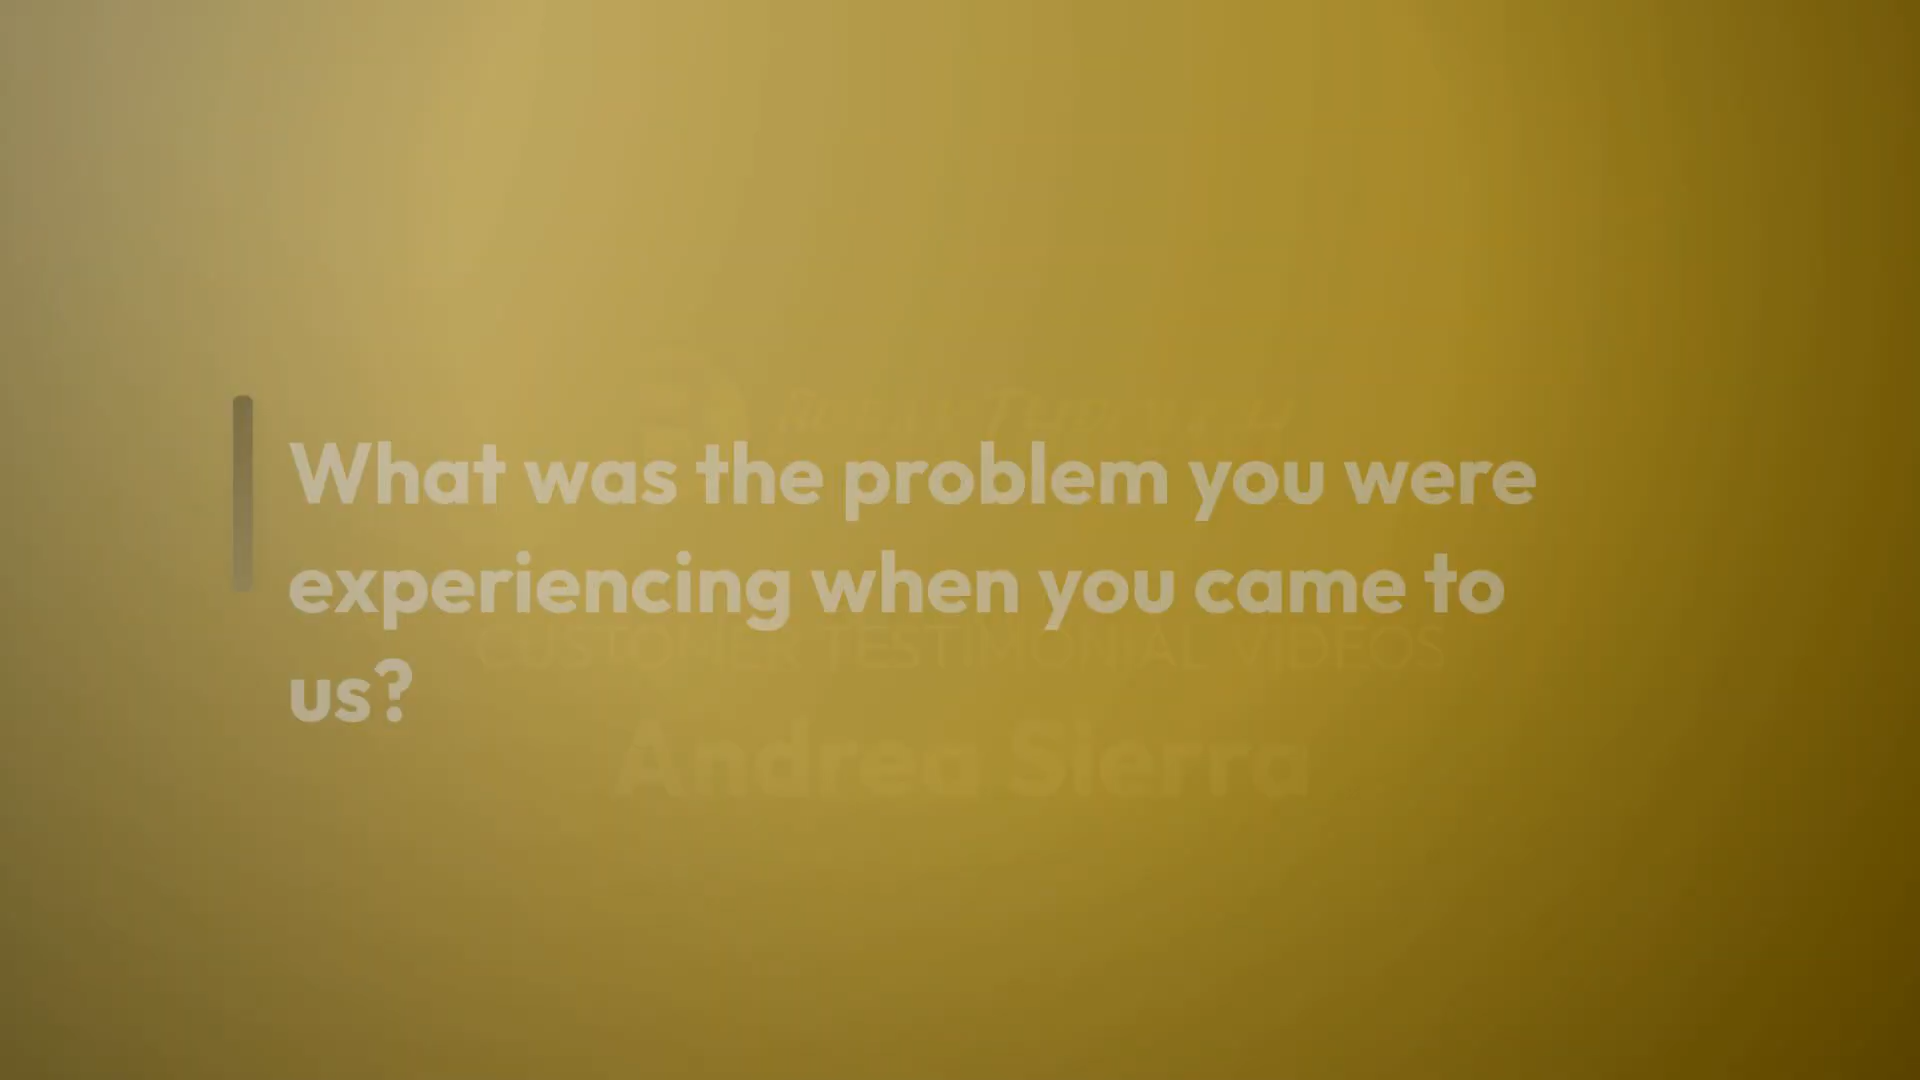 What was the problem you were
experiencing when you came to
us?
CUSTOMER TESTIMONIAL VIDEOS
Andrea Sierra